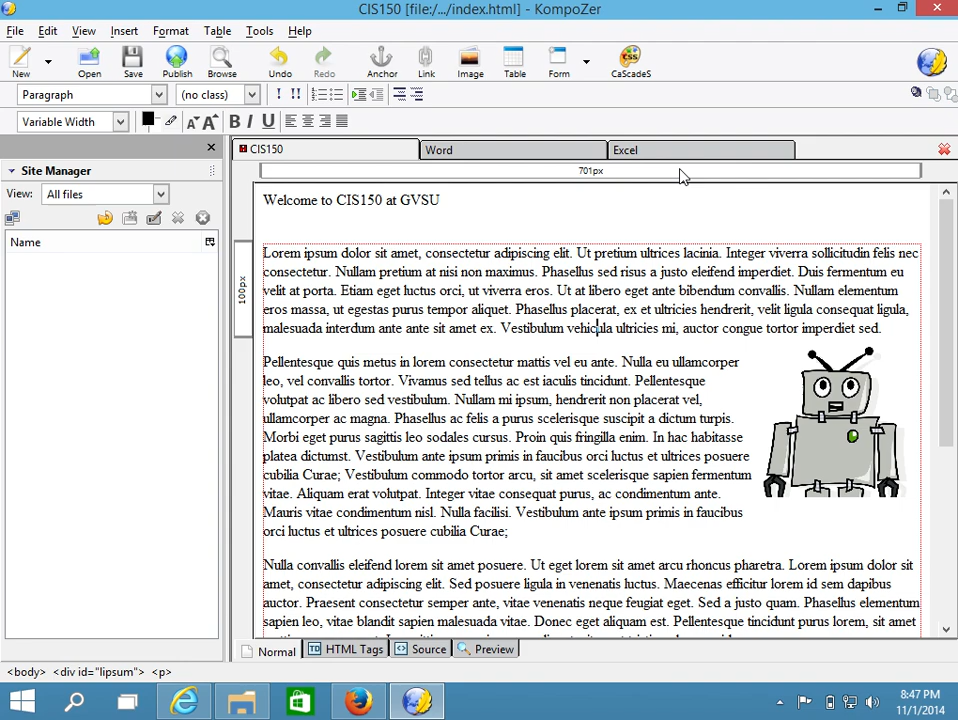 CIS150 [file:/.../index.html] - KompoZer
File Edit View Insert Format Table Tools Help
New Open Save Publish Browse Undo Redo Anchor Link Image Table Form CaScadeS
Paragraph (no class) ! !!
Variable Width A A B I U
Site Manager
View: All files
Name
CIS150 Word Excel
701px
100px
Welcome to CIS150 at GVSU
Lorem ipsum dolor sit amet, consectetur adipiscing elit. Ut pretium ultrices lacinia. Integer viverra sollicitudin felis nec
consectetur. Nullam pretium at nisi non maximus. Phasellus sed risus a justo eleifend imperdiet. Duis fermentum eu
velit at porta. Etiam eget luctus orci, ut viverra eros. Ut at libero eget ante bibendum convallis. Nullam elementum
eros massa, ut egestas purus tempor aliquet. Phasellus placerat, ex et ultricies hendrerit, velit ligula consequat ligula,
malesuada interdum ante ante sit amet ex. Vestibulum vehicula ultricies mi, auctor congue tortor imperdiet sed.
Pellentesque quis metus in lorem consectetur mattis vel eu ante. Nulla eu ullamcorper
leo, vel convallis tortor. Vivamus sed tellus ac est iaculis tincidunt. Pellentesque
volutpat ac libero sed vestibulum. Nullam mi ipsum, hendrerit non placerat vel,
ullamcorper ac magna. Phasellus ac felis a purus scelerisque suscipit a dictum turpis.
Morbi eget purus sagittis leo sodales cursus. Proin quis fringilla enim. In hac habitasse
platea dictumst. Vestibulum ante ipsum primis in faucibus orci luctus et ultrices posuere
cubilia Curae; Vestibulum commodo tortor arcu, sit amet scelerisque sapien fermentum
vitae. Aliquam erat volutpat. Integer vitae consequat purus, ac condimentum ante.
Mauris vitae condimentum nisl. Nulla facilisi. Vestibulum ante ipsum primis in faucibus
orci luctus et ultrices posuere cubilia Curae;
Nulla convallis eleifend lorem sit amet posuere. Ut eget lorem sit amet arcu rhoncus pharetra. Lorem ipsum dolor sit
amet, consectetur adipiscing elit. Sed posuere ligula in venenatis luctus. Maecenas efficitur lorem id sem dapibus
auctor. Praesent consectetur semper ante, vitae venenatis neque feugiat eget. Sed a justo quam. Phasellus elementum
sapien leo, vitae blandit sapien malesuada vitae. Donec eget aliquam est. Pellentesque tincidunt purus lorem, sit amet
Normal HTML Tags Source Preview
<body> <div id="lipsum"> <p>
8:47 PM
11/1/2014